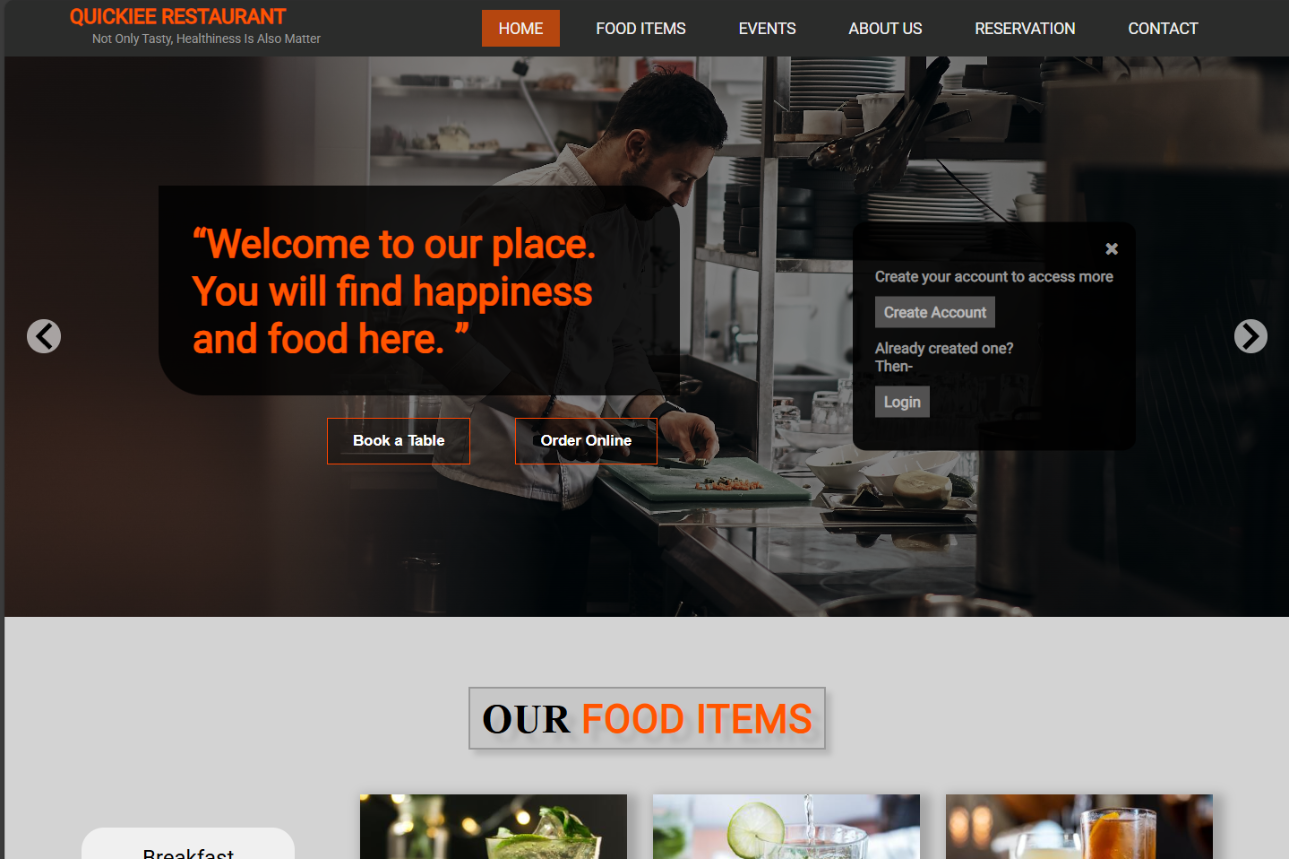 QUICKIEE RESTAURANT
Not Only Tasty, Healthiness Is Also Matter
HOME
FOOD ITEMS
EVENTS
ABOUT US
RESERVATION
CONTACT
“Welcome to our place.
You will find happiness
and food here. ”
Book a Table
Order Online
Create your account to access more
Create Account
Already created one?
Then-
Login
OUR FOOD ITEMS
Breakfast